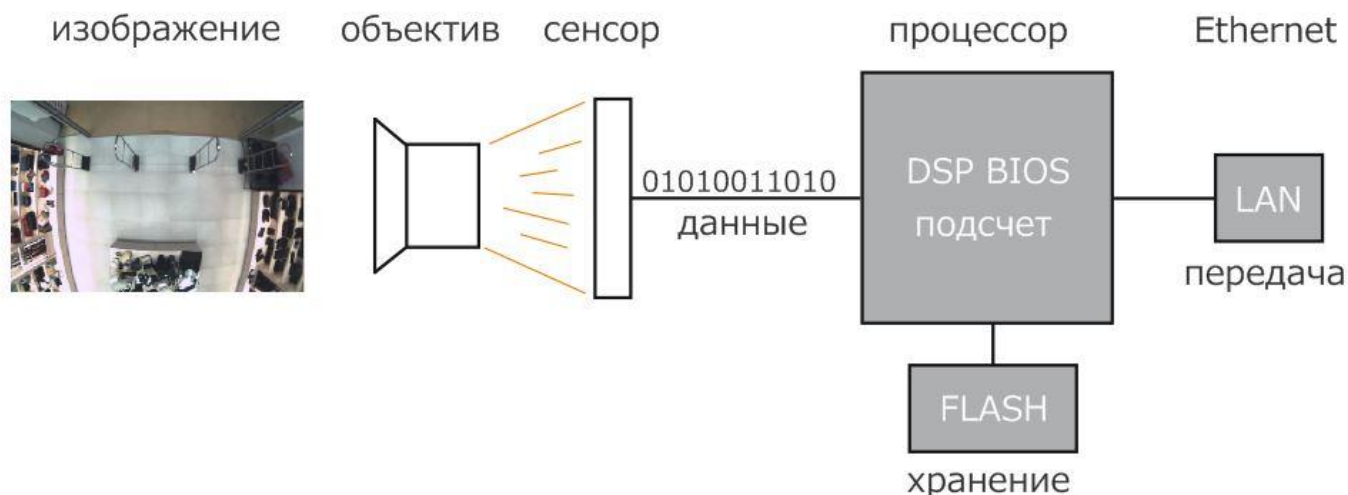 изображение
объектив
сенсор
процессор
Ethernet
01010011010
данные
DSP BIOS
подсчет
LAN
передача
FLASH
хранение